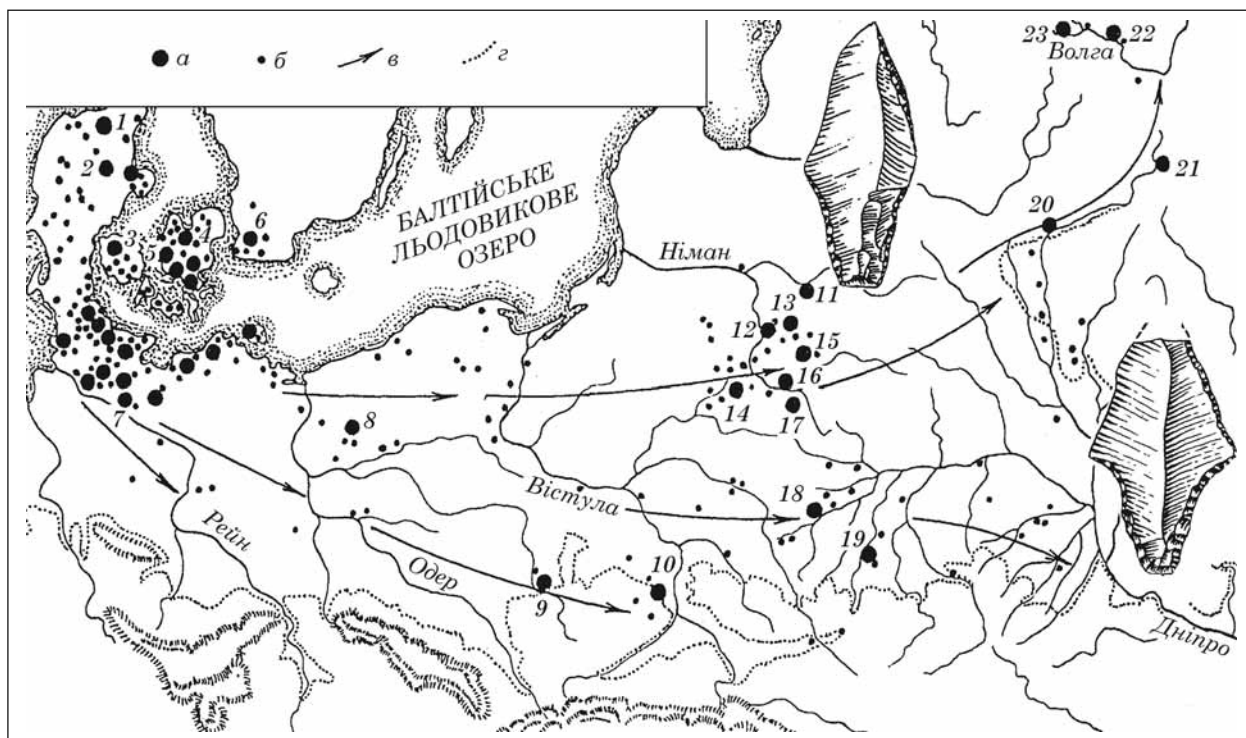 а б в г
23 22
Волга
1
2
21
БАЛТІЙСЬКЕ
ЛЬОДОВИКОВЕ
ОЗЕРО
20
6
4
3
5
Німан
11
13
12
15
16
14
17
7
8
Вістула
18
19
Рейн
Одер
10
9
Дніпро